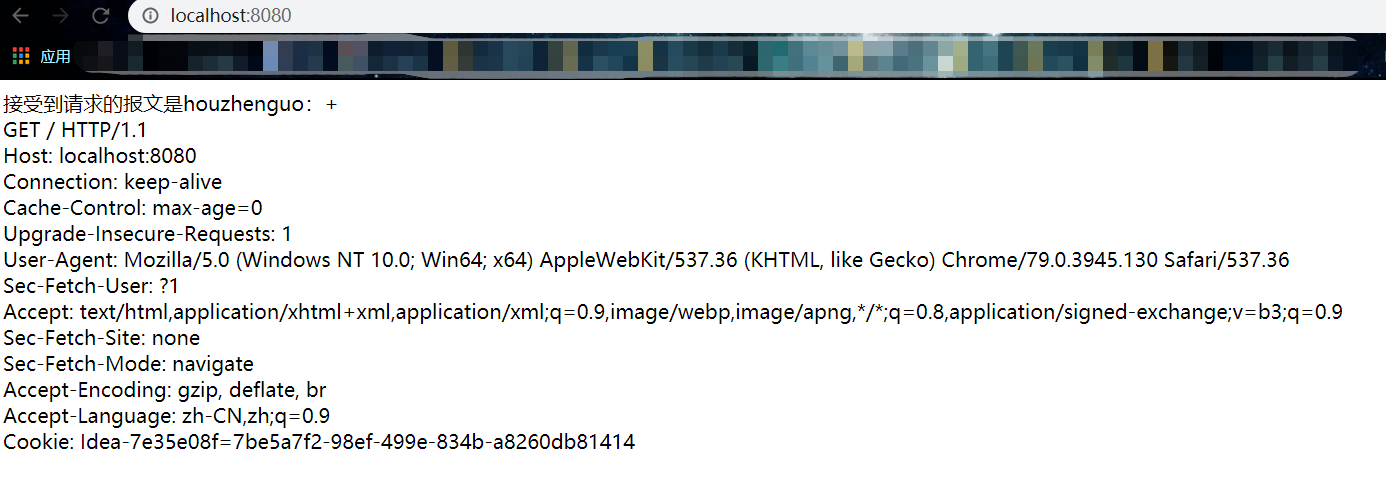 localhost:8080
应用
接受到请求的报文是houzhenguo：+
GET / HTTP/1.1
Host: localhost:8080
Connection: keep-alive
Cache-Control: max-age=0
Upgrade-Insecure-Requests: 1
User-Agent: Mozilla/5.0 (Windows NT 10.0; Win64; x64) AppleWebKit/537.36 (KHTML, like Gecko) Chrome/79.0.3945.130 Safari/537.36
Sec-Fetch-User: ?1
Accept: text/html,application/xhtml+xml,application/xml;q=0.9,image/webp,image/apng,*/*;q=0.8,application/signed-exchange;v=b3;q=0.9
Sec-Fetch-Site: none
Sec-Fetch-Mode: navigate
Accept-Encoding: gzip, deflate, br
Accept-Language: zh-CN,zh;q=0.9
Cookie: Idea-7e35e08f=7be5a7f2-98ef-499e-834b-a8260db81414